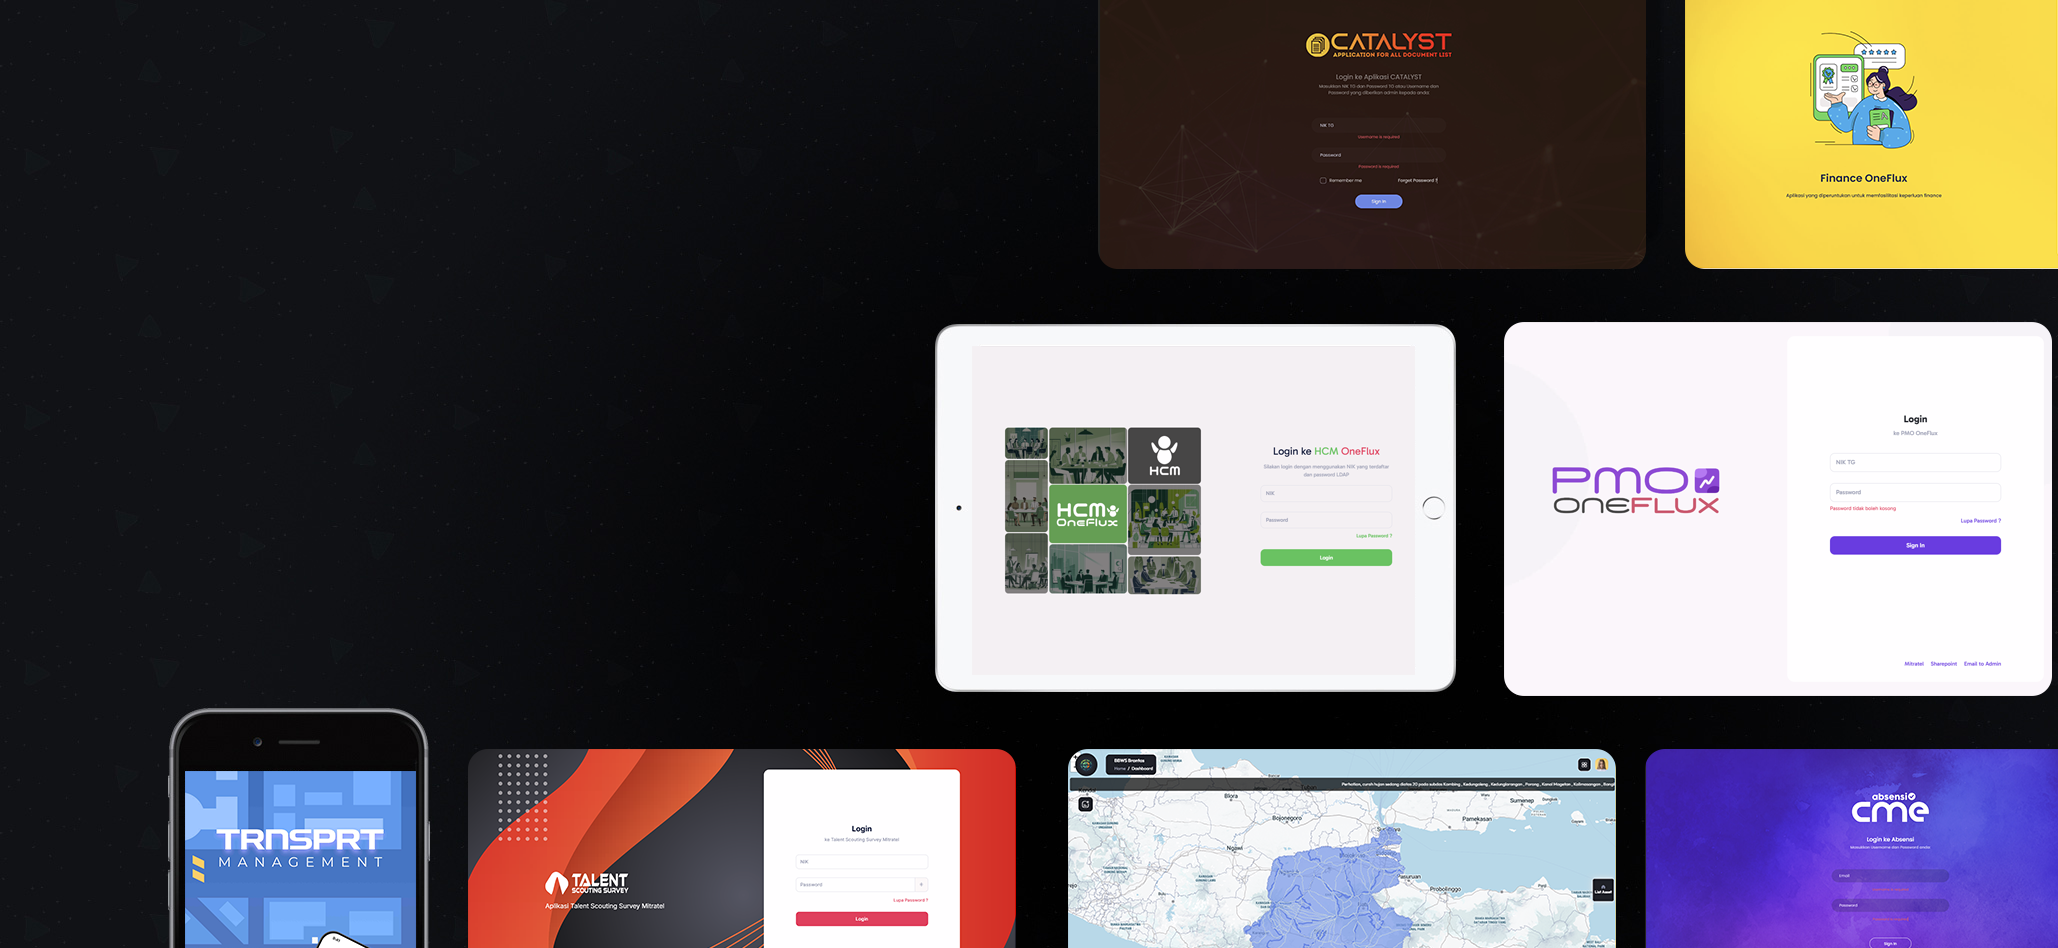 CATALYST
APPLICATION FOR ALL DOCUMENT LIST
Login ke Aplikasi CATALYST
Masukkan NIK TG dan Password TG atau Username dan
Password yang diberikan admin kepada anda
NIK TG
Username is required
Password
Password is required
Remember me
Forget Password ?
Sign In
Finance OneFlux
Aplikasi yang diperuntukan untuk memfasilitasi keperluan finance
HCM
HCM
OneFlux
Login ke HCM OneFlux
Silakan login dengan menggunakan NIK yang terdaftar
dan password LDAP
NIK
Password
Lupa Password ?
Login
PMO
ONEFLUX
Login
ke PMO OneFlux
NIK TG
Password
Password tidak boleh kosong
Lupa Password ?
Sign In
Mitratel
Sharepoint
Email to Admin
TRNSPRT
MANAGEMENT
TALENT
SCOUTING SURVEY
Aplikasi Talent Scouting Survey Mitratel
Login
ke Talent Scouting Survey Mitratel
NIK
Password
Lupa Password ?
Login
BBWS Brantas
Home / Dashboard
Blora
Bojonegoro
Ngawi
Sumenep
Pamekasan
Surabaya
Pasuruan
Probolinggo
List Asset
absensi
cme
Login ke Absensi
Masukkan Username dan Password anda
Email
Password
Sign In